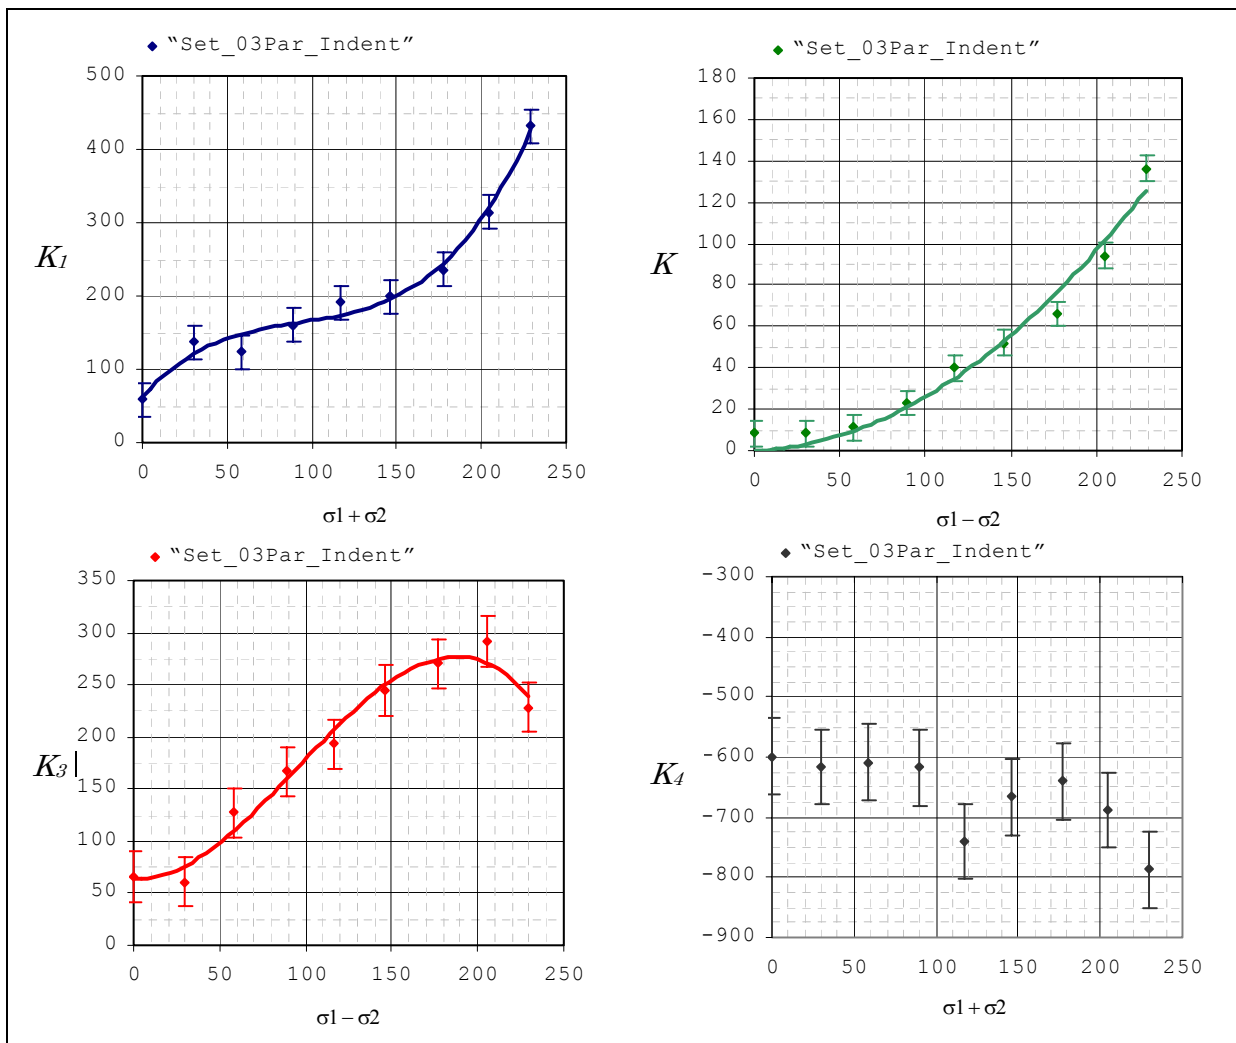 “Set_03Par_Indent”
500
400
300
200
100
0
K1
0 50 100 150 200 250
σ1 + σ2
“Set_03Par_Indent”
180
160
140
120
100
80
60
40
20
0
K
0 50 100 150 200 250
σ1 – σ2
“Set_03Par_Indent”
350
300
250
200
150
100
50
0
K3
0 50 100 150 200 250
σ1 – σ2
“Set_03Par_Indent”
-300
-400
-500
-600
-700
-800
-900
K4
0 50 100 150 200 250
σ1 + σ2